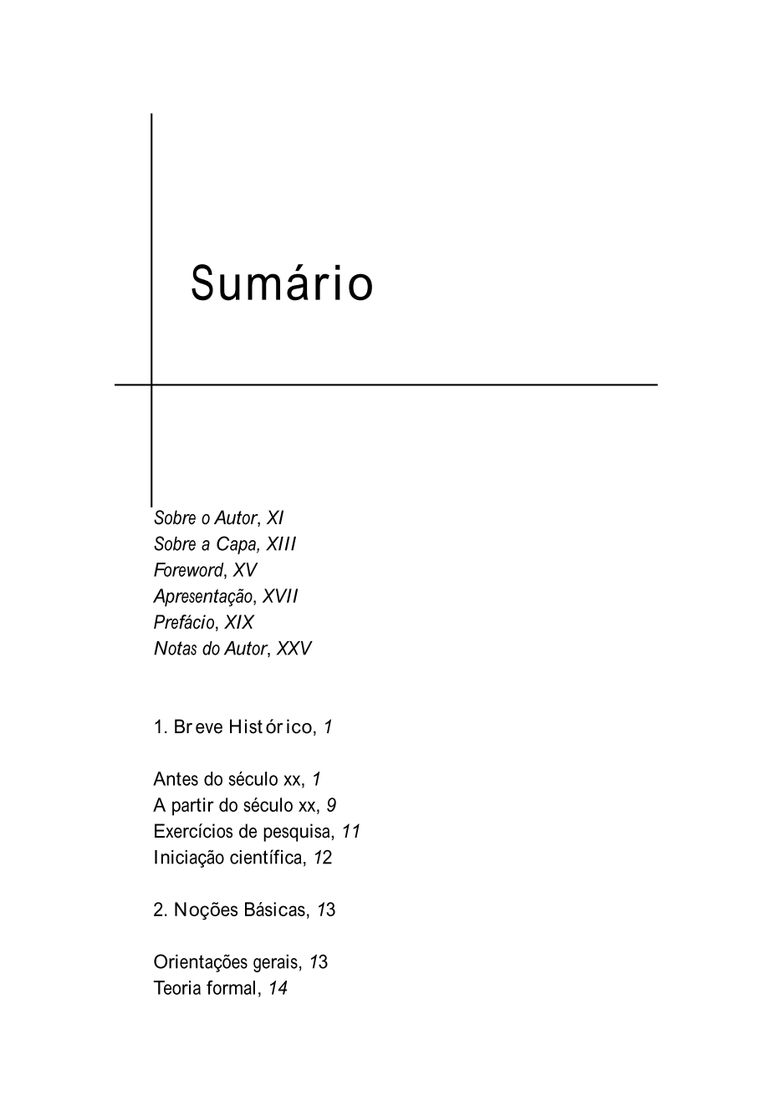 Sumário
Sobre o Autor, XI
Sobre a Capa, XIII
Foreword, XV
Apresentação, XVII
Prefácio, XIX
Notas do Autor, XXV
1. Breve Histórico, 1
Antes do século xx, 1
A partir do século xx, 9
Exercícios de pesquisa, 11
Iniciação científica, 12
2. Noções Básicas, 13
Orientações gerais, 13
Teoria formal, 14